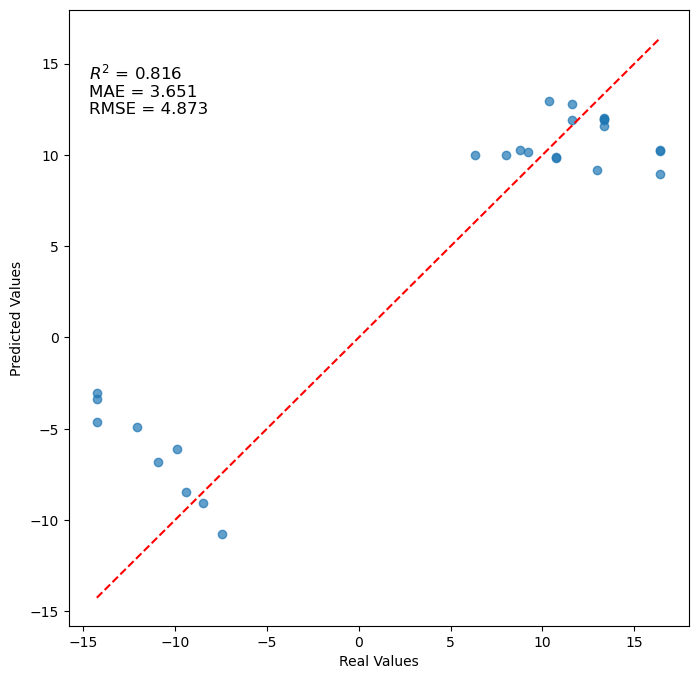 R² = 0.816
MAE = 3.651
RMSE = 4.873
Predicted Values
15
10
5
0
−5
−10
−15
−15 −10 −5 0 5 10 15
Real Values